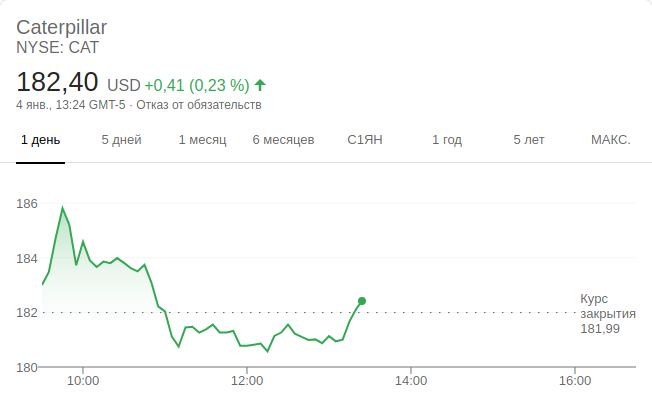 Caterpillar
NYSE: CAT
182,40 USD +0,41 (0,23 %)
4 янв., 13:24 GMT-5 · Отказ от обязательств
1 день 5 дней 1 месяц 6 месяцев С1ЯН 1 год 5 лет МАКС.
186
184
182
180
Курс
закрытия
181,99
10:00 12:00 14:00 16:00